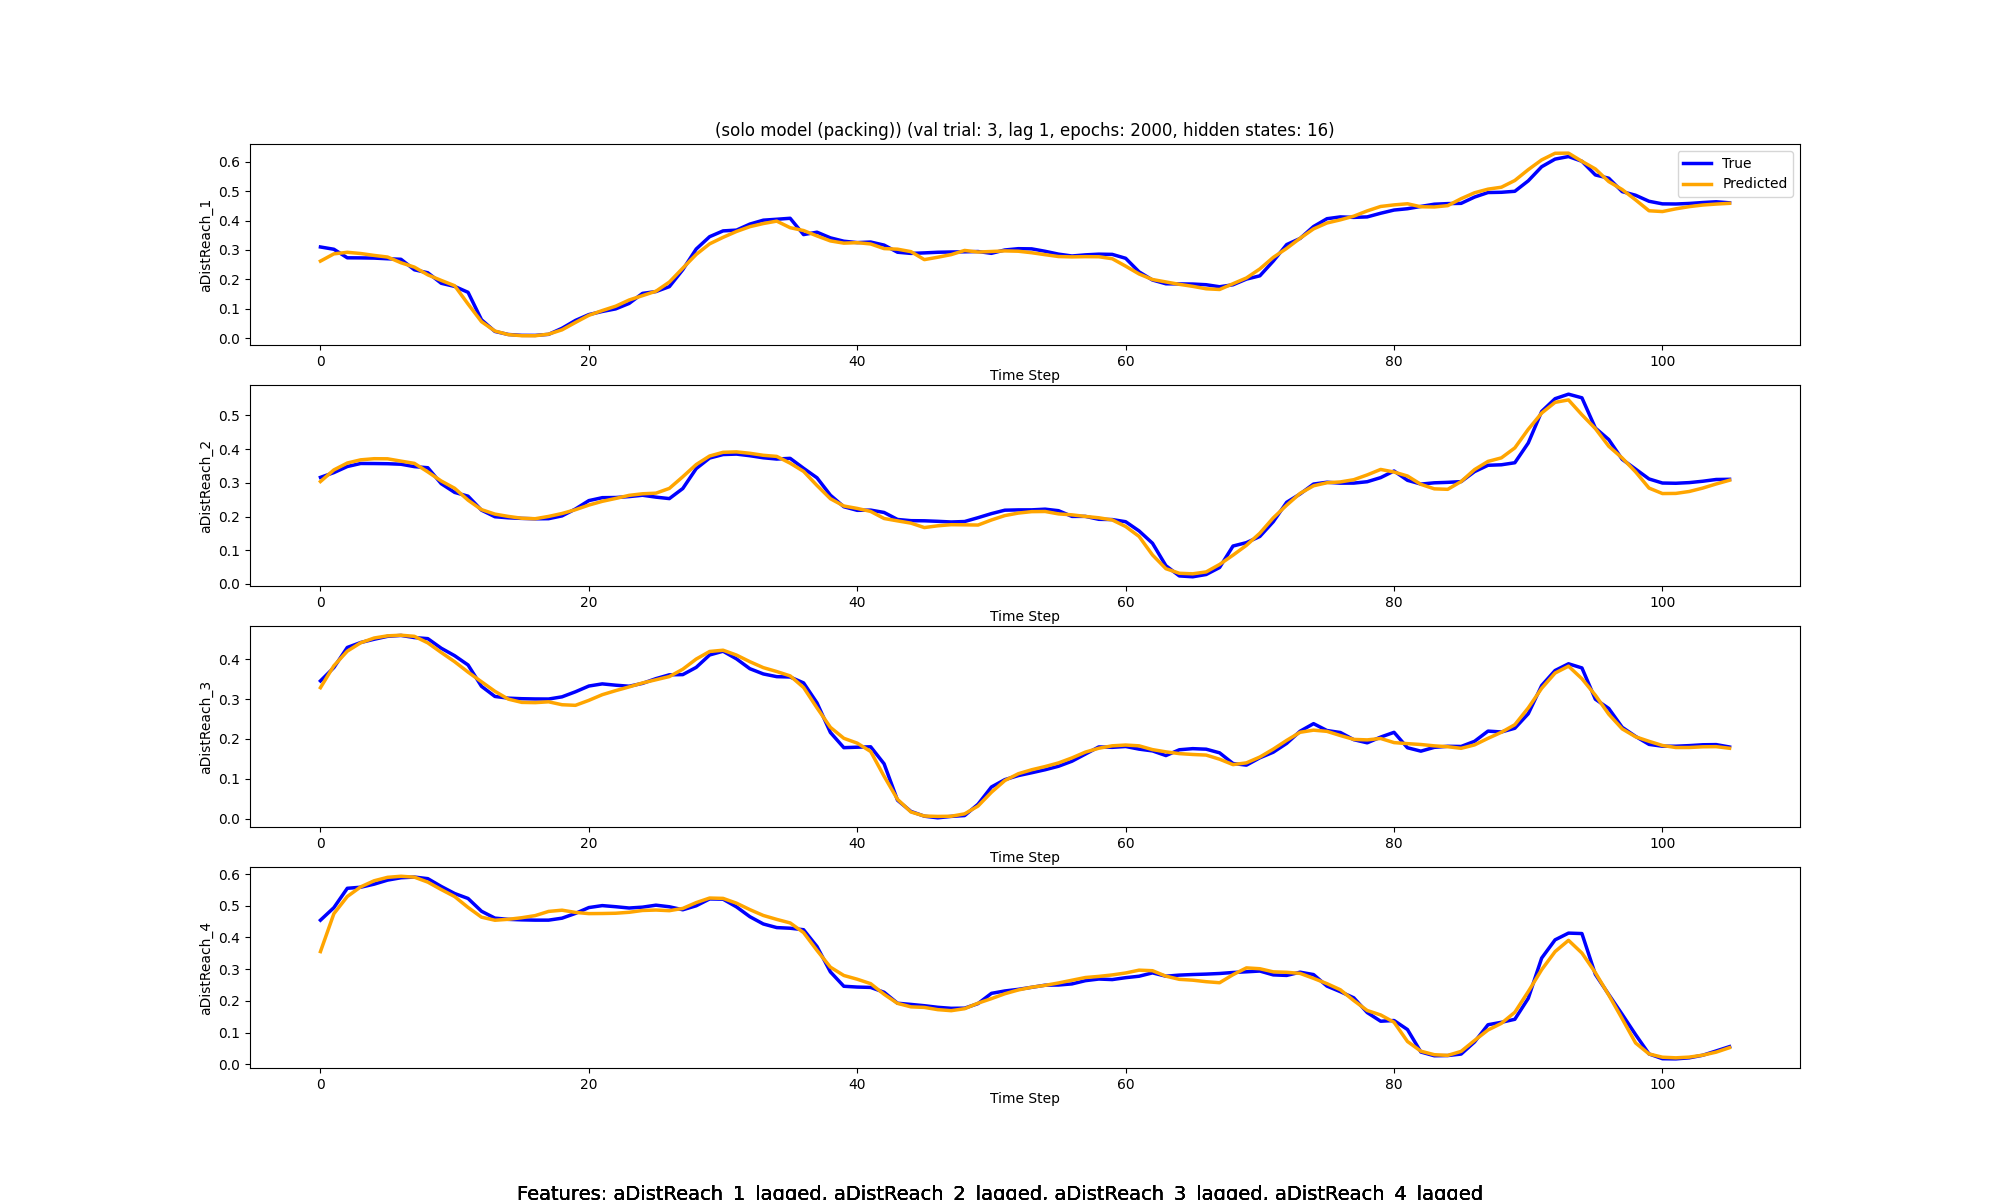 (solo model (packing)) (val trial: 3, lag 1, epochs: 2000, hidden states: 16)
True
Predicted
aDistReach_1
0.6
0.5
0.4
0.3
0.2
0.1
0.0
0 20 40 60 80 100
Time Step
aDistReach_2
0.5
0.4
0.3
0.2
0.1
0.0
0 20 40 60 80 100
Time Step
aDistReach_3
0.4
0.3
0.2
0.1
0.0
0 20 40 60 80 100
Time Step
aDistReach_4
0.6
0.5
0.4
0.3
0.2
0.1
0.0
0 20 40 60 80 100
Time Step
Features: aDistReach_1_lagged, aDistReach_2_lagged, aDistReach_3_lagged, aDistReach_4_lagged